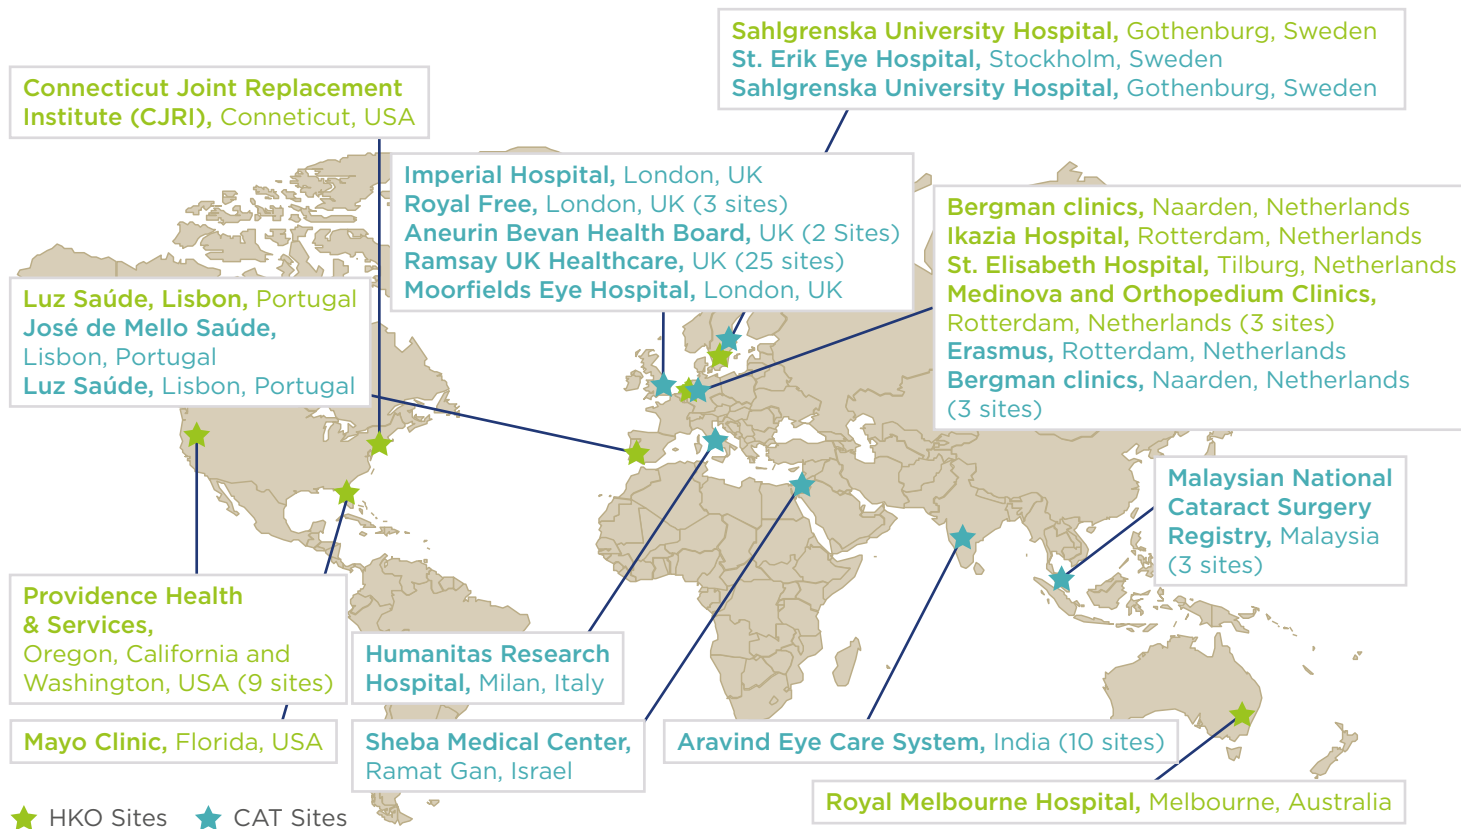 Sahlgrenska University Hospital, Gothenburg, Sweden
St. Erik Eye Hospital, Stockholm, Sweden
Sahlgrenska University Hospital, Gothenburg, Sweden
Connecticut Joint Replacement
Institute (CJRI), Conneticut, USA
Imperial Hospital, London, UK
Royal Free, London, UK (3 sites)
Aneurin Bevan Health Board, UK (2 Sites)
Ramsay UK Healthcare, UK (25 sites)
Moorfields Eye Hospital, London, UK
Bergman clinics, Naarden, Netherlands
Ikazia Hospital, Rotterdam, Netherlands
St. Elisabeth Hospital, Tilburg, Netherlands
Medinova and Orthopedium Clinics,
Rotterdam, Netherlands (3 sites)
Erasmus, Rotterdam, Netherlands
Bergman clinics, Naarden, Netherlands
(3 sites)
Luz Saúde, Lisbon, Portugal
José de Mello Saúde,
Lisbon, Portugal
Luz Saúde, Lisbon, Portugal
Malaysian National
Cataract Surgery
Registry, Malaysia
(3 sites)
Providence Health
& Services,
Oregon, California and
Washington, USA (9 sites)
Humanitas Research
Hospital, Milan, Italy
Mayo Clinic, Florida, USA
Sheba Medical Center,
Ramat Gan, Israel
Aravind Eye Care System, India (10 sites)
Royal Melbourne Hospital, Melbourne, Australia
HKO Sites
CAT Sites